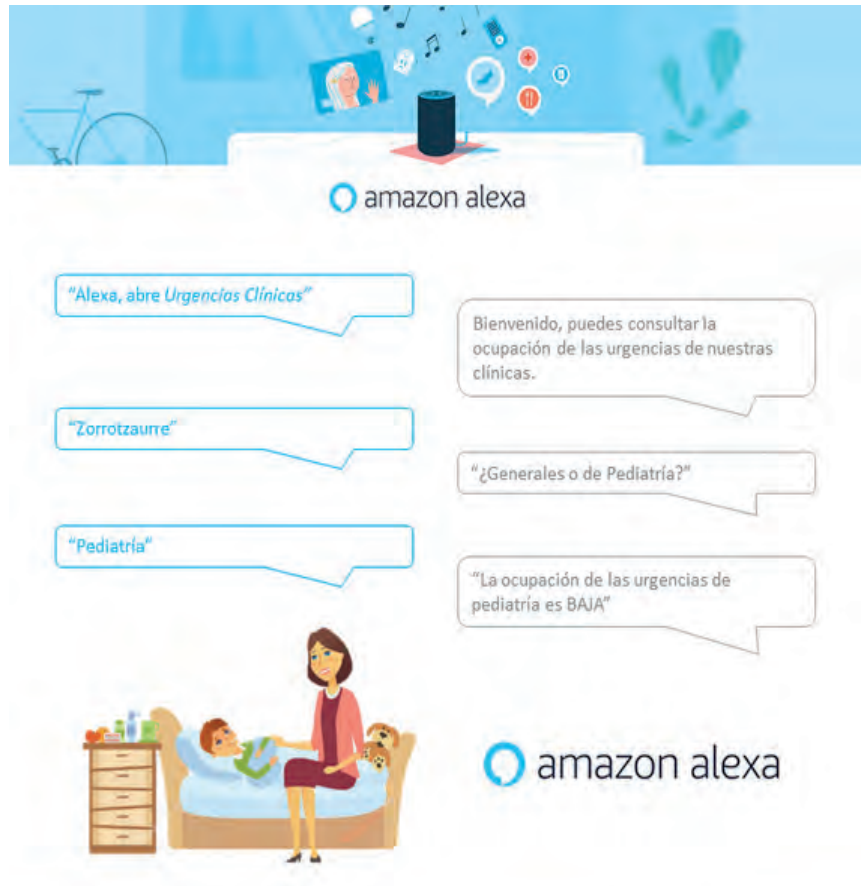 amazon alexa
"Alexa, abre Urgencias Clínicas"
Bienvenido, puedes consultar la
ocupación de las urgencias de nuestras
clínicas.
"Zorrotzaurre"
"¿Generales o de Pediatría?"
"Pediatría"
"La ocupación de las urgencias de
pediatría es BAJA"
amazon alexa